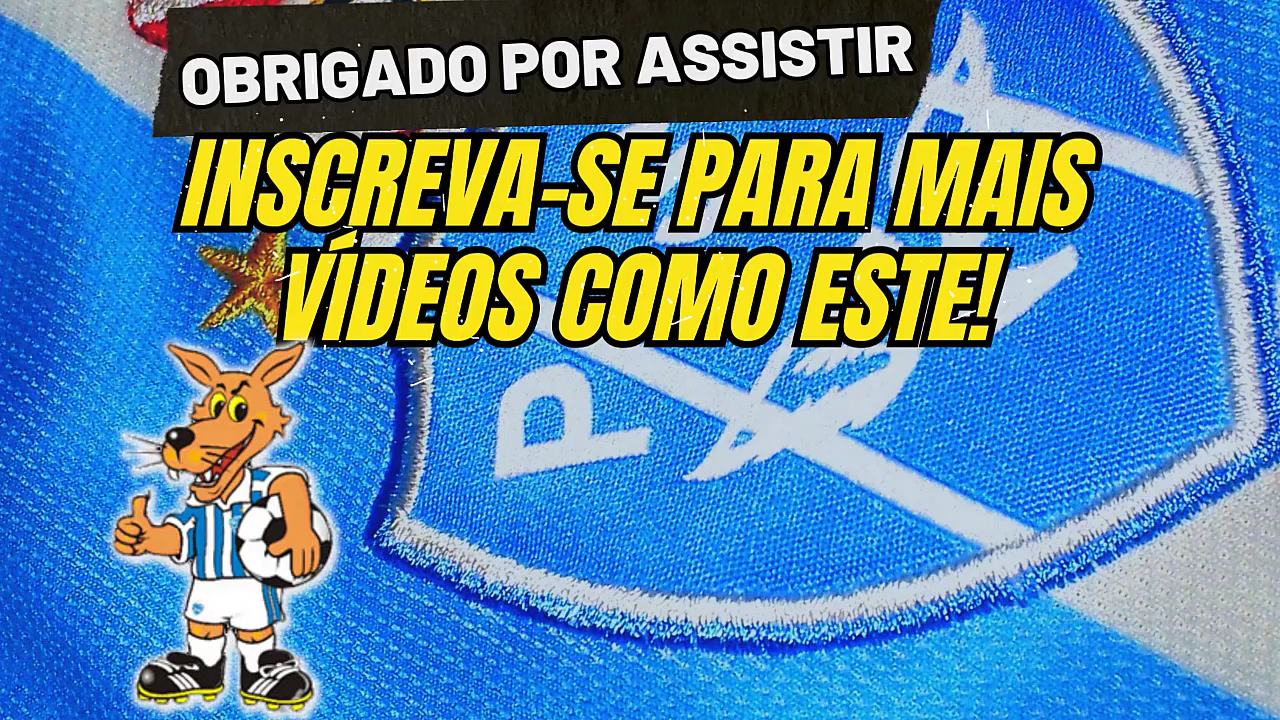 OBRIGADO POR ASSISTIR
INSCREVA-SE PARA MAIS
VÍDEOS COMO ESTE!
P